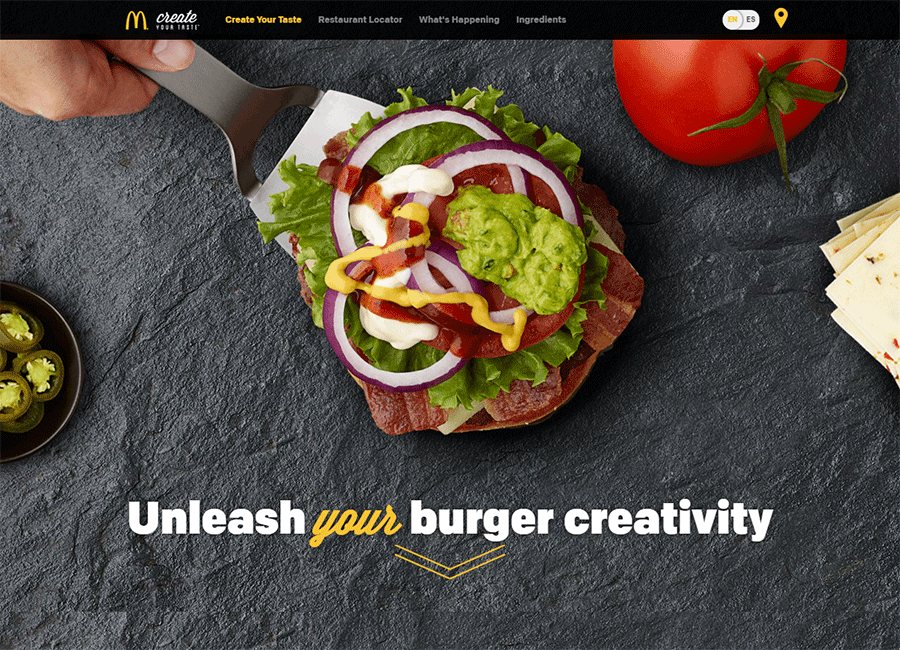 create
YOUR TASTE
Create Your Taste Restaurant Locator What's Happening Ingredients
EN ES
Unleash your burger creativity